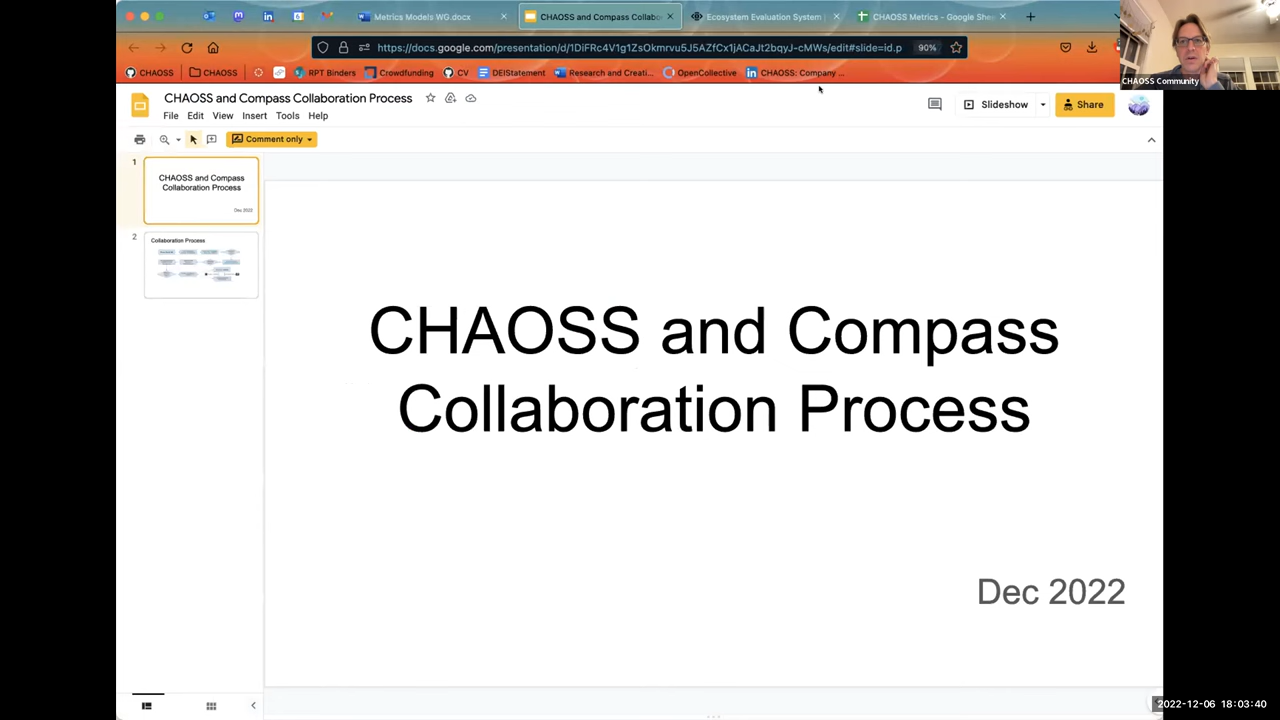 Metrics Models WG.docx
CHAOSS and Compass Collabo
Ecosystem Evaluation System
CHAOSS Metrics - Google She
https://docs.google.com/presentation/d/1DiFRc4V1g1ZsOkmrvu5J5AZfCx1jACaJt2bqyJ-cMWs/edit#slide=id.p
90%
CHAOSS
CHAOSS
RPT Binders
Crowdfunding
CV
DEIStatement
Research and Creati...
OpenCollective
CHAOSS: Company ...
CHAOSS Community
CHAOSS and Compass Collaboration Process
File Edit View Insert Tools Help
Slideshow
Share
Comment only
1
CHAOSS and Compass
Collaboration Process
Dec 2022
2
Collaboration Process
CHAOSS and Compass
Collaboration Process
Dec 2022
2022-12-06 18:03:40